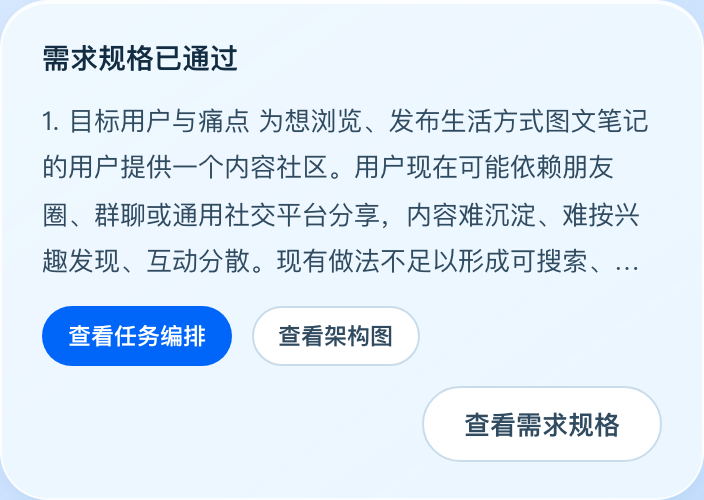 需求规格已通过
1. 目标用户与痛点 为想浏览、发布生活方式图文笔记
的用户提供一个内容社区。用户现在可能依赖朋友
圈、群聊或通用社交平台分享，内容难沉淀、难按兴
趣发现、互动分散。现有做法不足以形成可搜索、...
查看任务编排
查看架构图
查看需求规格